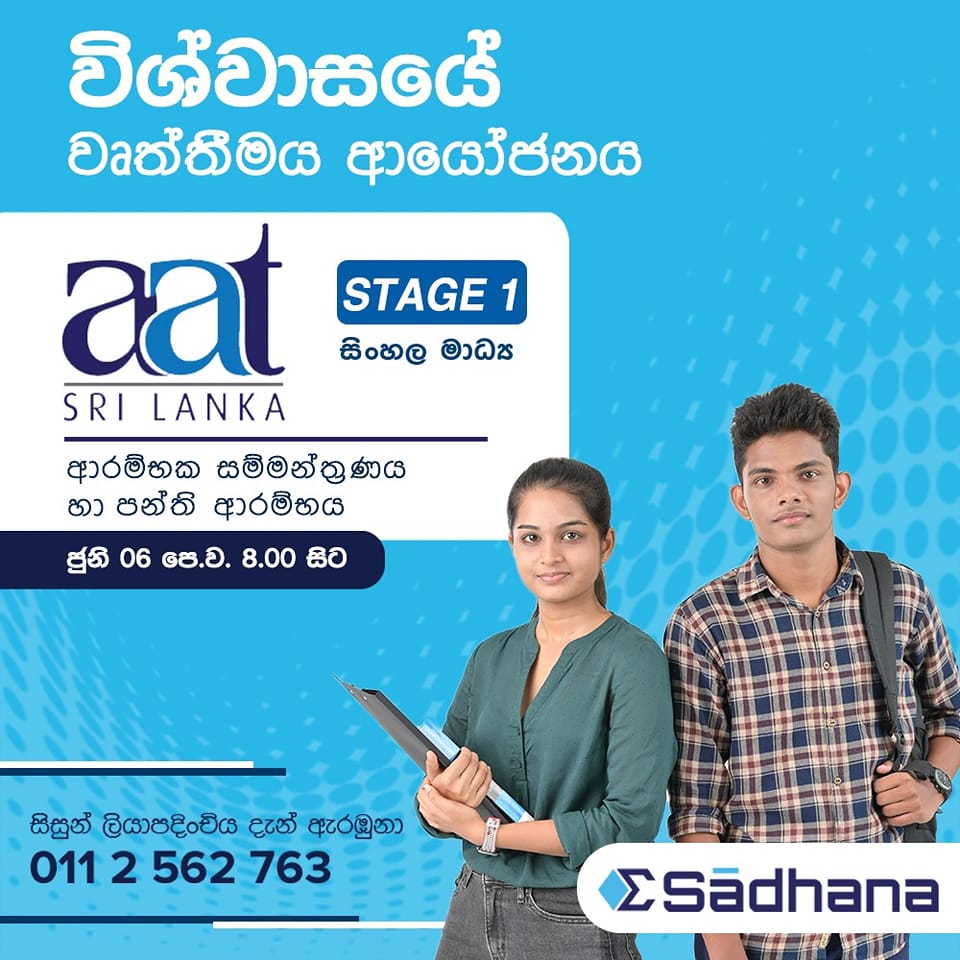 විශ්වාසයේ
වෘත්තීමය ආයෝජනය
aat
SRI LANKA
STAGE 1
සිංහල මාධ්‍ය
ආරම්භක සම්මන්ත්‍රණය
හා පන්ති ආරම්භය
ජුනි 06 පෙ.ව. 8.00 සිට
සිසුන් ලියාපදිංචිය දැන් ඇරඹුනා
011 2 562 763
Sādhana